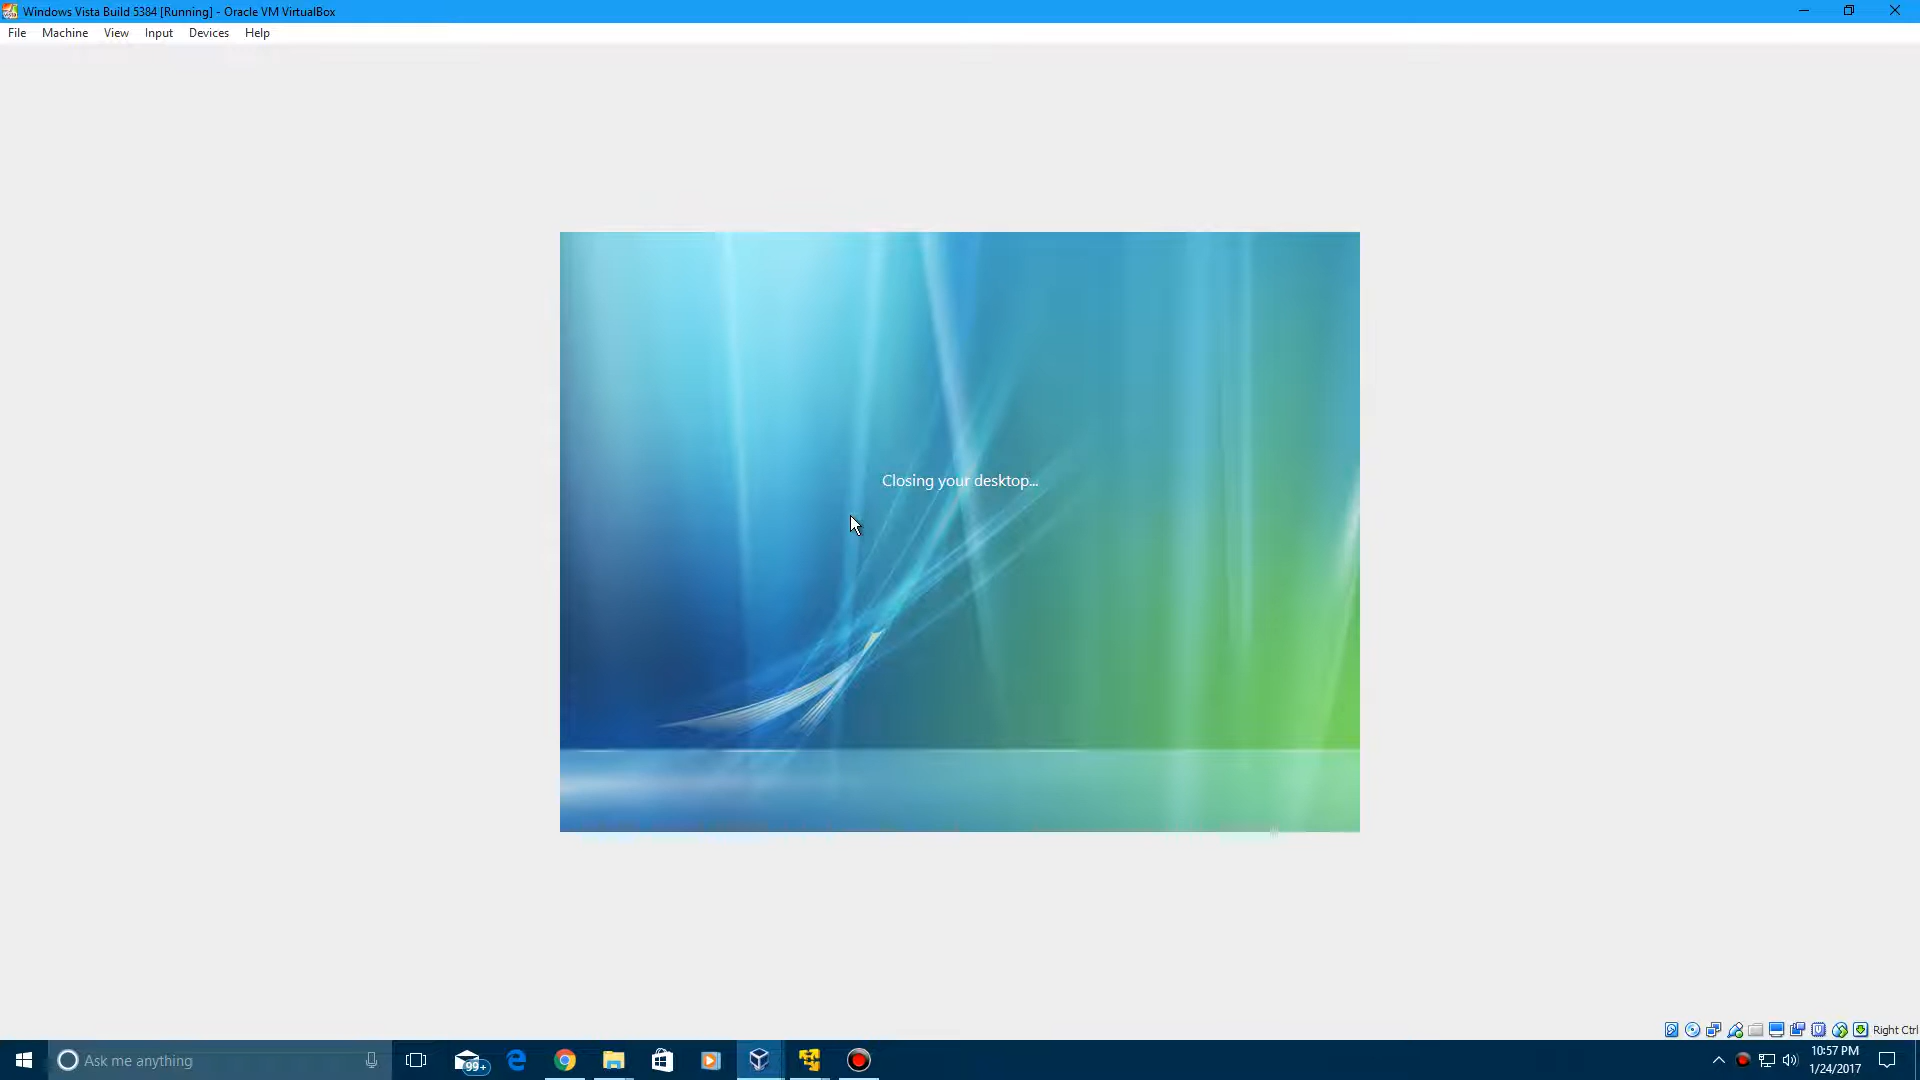 Windows Vista Build 5384 [Running] - Oracle VM VirtualBox
File Machine View Input Devices Help
Closing your desktop...
Right Ctrl
Ask me anything
99+
10:57 PM
1/24/2017